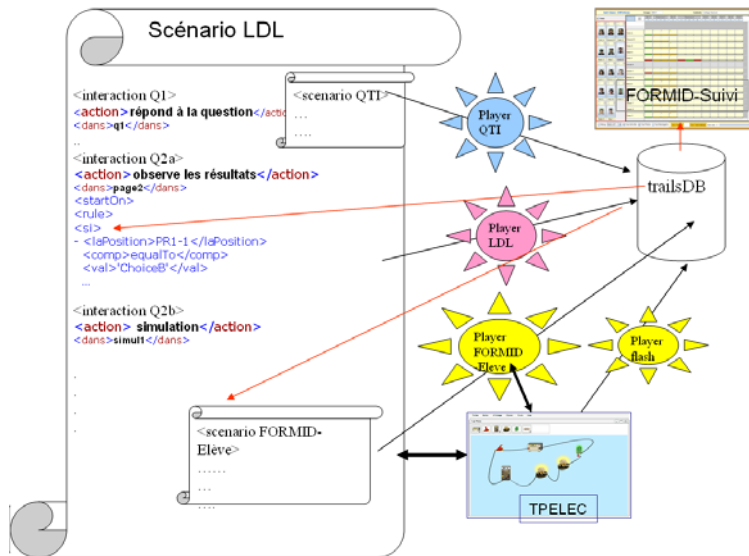 Scénario LDL
<interaction Q1>
<action>répond à la question</actio
<dans>q1</dans>
..
<scenario QTI>
...
....
<interaction Q2a>
<action>observe les résultats</action>
<dans>page2</dans>
<startOn>
<rule>
<si>
- <laPosition>PR1-1</laPosition>
<comp>equalTo</comp>
<val>'ChoiceB'</val>
...
<interaction Q2b>
<action> simulation</action>
<dans>simul1</dans>
.
.
.
.
<scenario FORMID-
Elève>
......
...
....
Player
QTI
Player
LDL
Player
FORMID
-Eleve
Player
flash
FORMID-Suivi
trailsDB
TPELEC